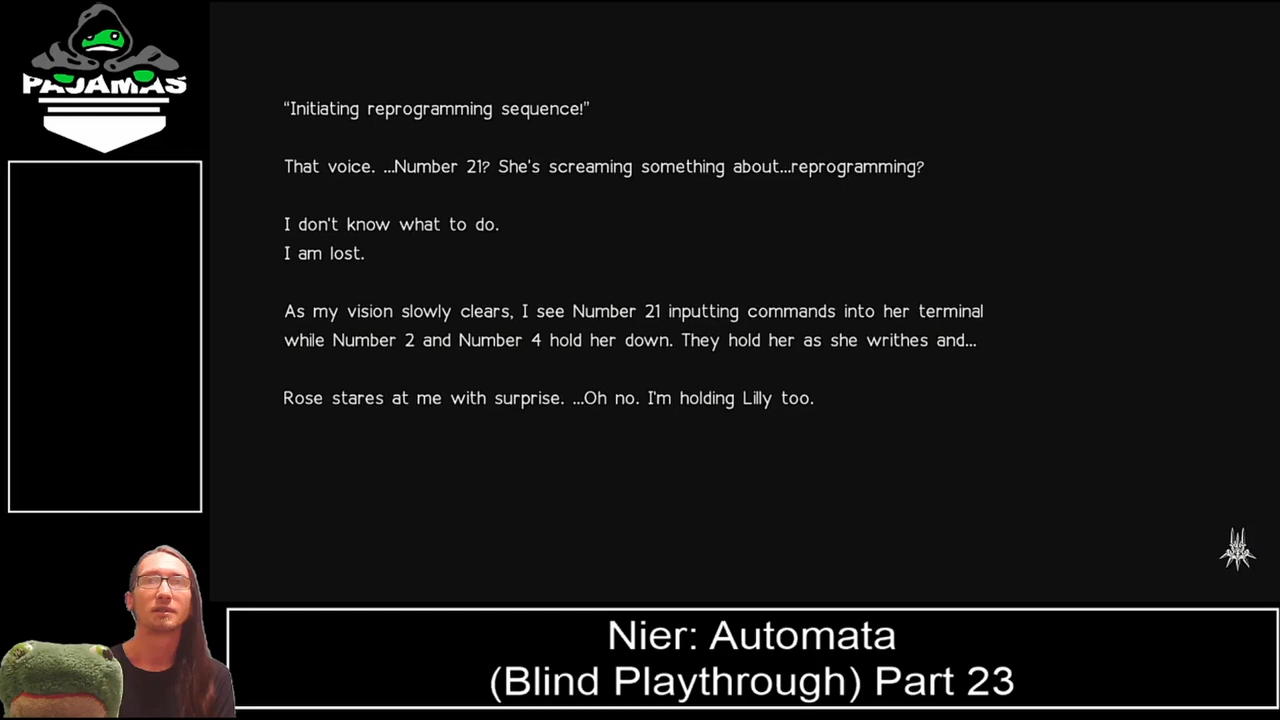 PAJAMAS
“Initiating reprogramming sequence!”
That voice. ...Number 21? She's screaming something about...reprogramming?
I don't know what to do.
I am lost.
As my vision slowly clears, I see Number 21 inputting commands into her terminal
while Number 2 and Number 4 hold her down. They hold her as she writhes and...
Rose stares at me with surprise. ...Oh no. I'm holding Lilly too.
Nier: Automata
(Blind Playthrough) Part 23